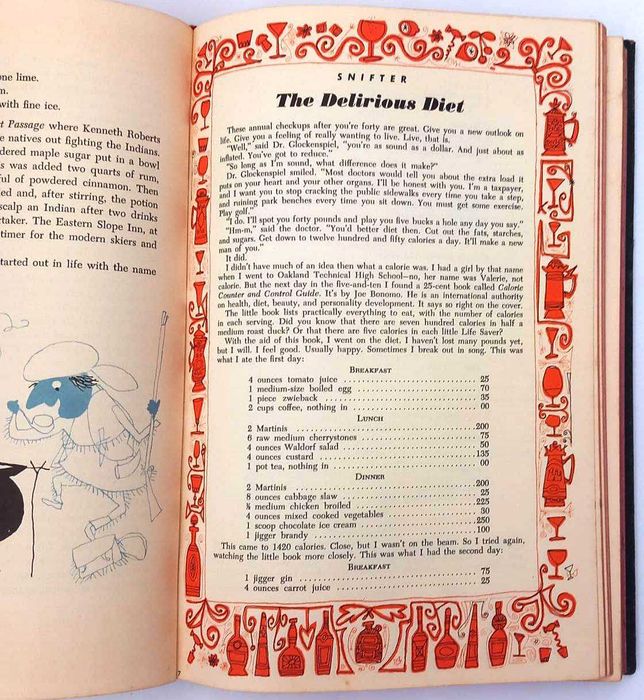 one lime.
n.
with fine ice.
t Passage where Kenneth Roberts
e natives out fighting the Indians.
dered maple sugar put in a bowl
s was added two quarts of rum,
ful of powdered cinnamon. Then
ed and, after stirring, the potion
scalp an Indian after two drinks
rtaker. The Eastern Slope Inn, at
timer for the modern skiers and
tarted out in life with the name
SNIFTER
The Delirious Diet
These annual checkups after you're forty are great. Give you a new outlook on
life. Give you a feeling of really wanting to live. Live, that is.
"Well," said Dr. Glockenspiel, "you're as sound as a dollar. And just about as
inflated. You've got to reduce."
"So long as I'm sound, what difference does it make?"
Dr. Glockenspiel smiled. "Most doctors would tell you about the extra load it
puts on your heart and your other organs. I'll be honest with you. I'm a taxpayer,
and I want you to stop cracking the public sidewalks every time you take a step,
and ruining park benches every time you sit down. You must get some exercise.
Play golf."
"I do. I'll spot you forty pounds and play you five bucks a hole any day you say."
"Hm-m," said the doctor. "You'd better diet then. Cut out the fats, starches,
and sugars. Get down to twelve hundred and fifty calories a day. It'll make a new
man of you."
It did.
I didn't have much of an idea then what a calorie was. I had a girl by that name
when I went to Oakland Technical High School—no, her name was Valerie, not
calorie. But the next day in the five-and-ten I found a 25-cent book called Calorie
Counter and Control Guide. It's by Joe Bonomo. He is an international authority
on health, diet, beauty, and personality development. It says so right on the cover.
The little book lists practically everything to eat, with the number of calories
in each serving. Did you know that there are seven hundred calories in half a
medium roast duck? Or that there are five calories in each little Life Saver?
With the aid of this book, I went on the diet. I haven't lost many pounds yet,
but I will. I feel good. Usually happy. Sometimes I break out in song. This was
what I ate the first day:
BREAKFAST
4 ounces tomato juice ........ 25
1 medium-size boiled egg ........ 70
1 piece zwieback ........ 35
2 cups coffee, nothing in ........ 00
LUNCH
2 Martinis ........ 200
6 raw medium cherrystones ........ 75
4 ounces Waldorf salad ........ 50
4 ounces custard ........ 135
1 pot tea, nothing in ........ 00
DINNER
2 Martinis ........ 200
8 ounces cabbage slaw ........ 25
½ medium chicken broiled ........ 225
4 ounces mixed cooked vegetables ........ 30
1 scoop chocolate ice cream ........ 250
1 jigger brandy ........ 100
This came to 1420 calories. Close, but I wasn't on the beam. So I tried again,
watching the little book more closely. This was what I had the second day:
BREAKFAST
1 jigger gin ........ 75
4 ounces carrot juice ........ 25